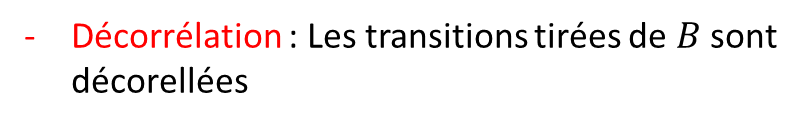 - Décorrélation : Les transitions tirées de B sont
décorellées